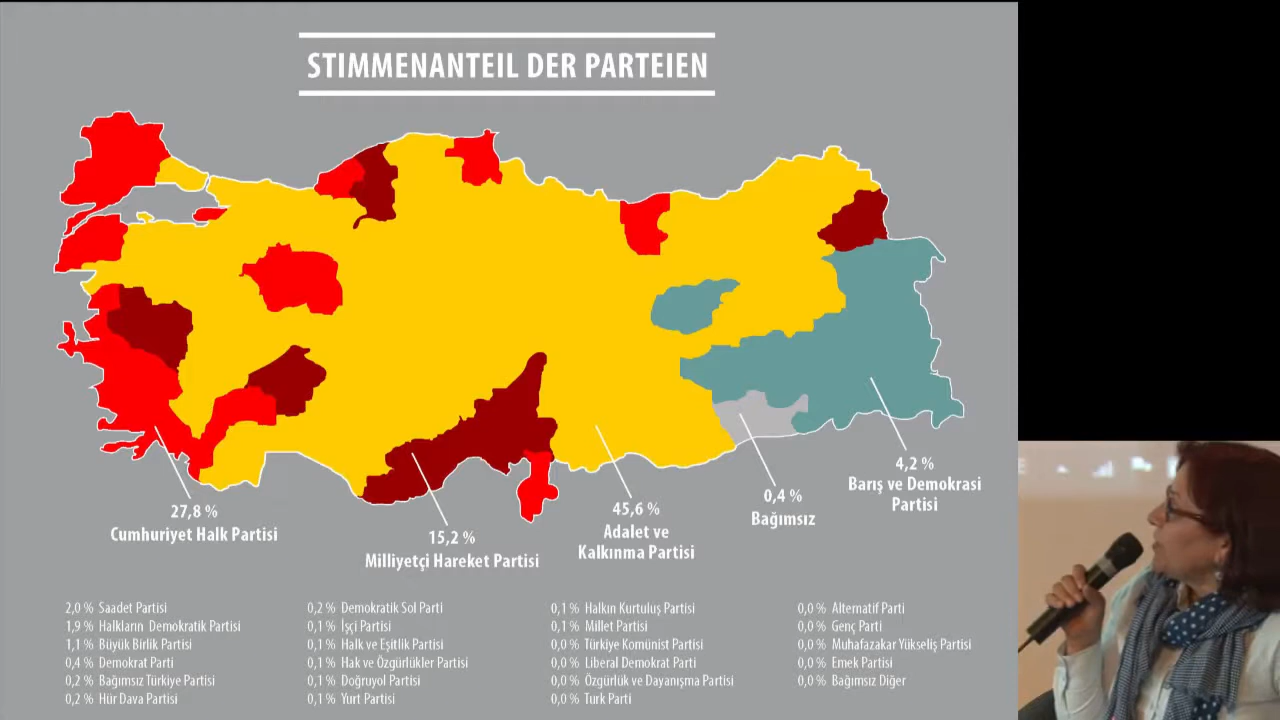 STIMMENANTEIL DER PARTEIEN
27,8 %
Cumhuriyet Halk Partisi
15,2 %
Milliyetçi Hareket Partisi
45,6 %
Adalet ve
Kalkınma Partisi
0,4 %
Bağımsız
4,2 %
Barış ve Demokrasi
Partisi
2,0 % Saadet Partisi
1,9 % Halkların Demokratik Partisi
1,1 % Büyük Birlik Partisi
0,4 % Demokrat Parti
0,2 % Bağımsız Türkiye Partisi
0,2 % Hür Dava Partisi
0,2 % Demokratik Sol Parti
0,1 % İşçi Partisi
0,1 % Halk ve Eşitlik Partisi
0,1 % Hak ve Özgürlükler Partisi
0,1 % Doğruyol Partisi
0,1 % Yurt Partisi
0,1 % Halkın Kurtuluş Partisi
0,1 % Millet Partisi
0,0 % Türkiye Komünist Partisi
0,0 % Liberal Demokrat Parti
0,0 % Özgürlük ve Dayanışma Partisi
0,0 % Turk Parti
0,0 % Alternatif Parti
0,0 % Genç Parti
0,0 % Muhafazakar Yükseliş Partisi
0,0 % Emek Partisi
0,0 % Bağımsız Diğer